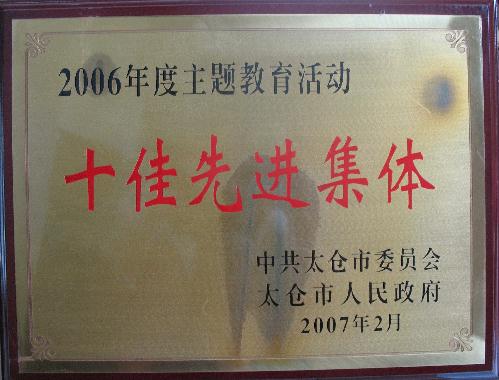 2006年度主题教育活动
十佳先进集体
中共太仓市委员会
太仓市人民政府
2007年2月